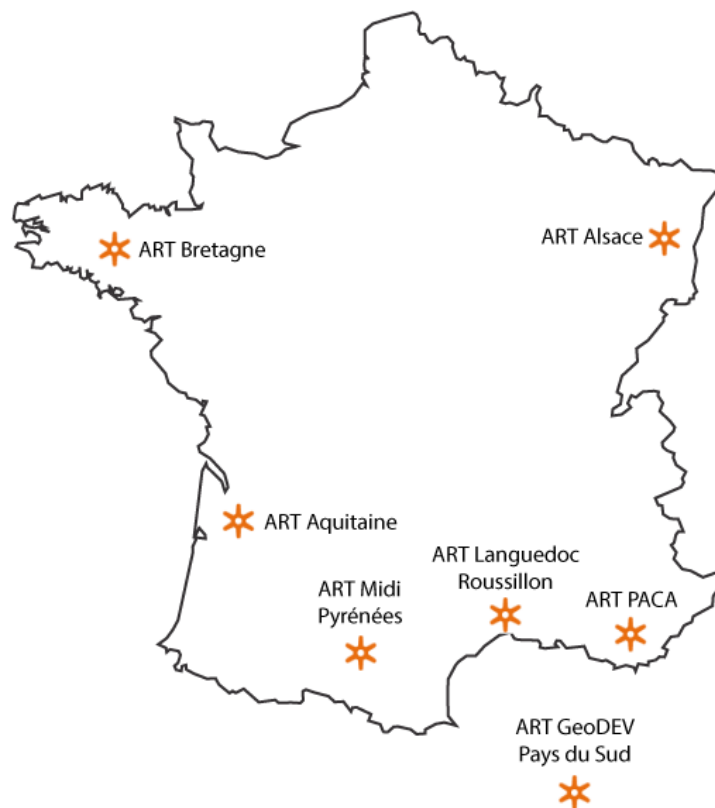 ART Bretagne
ART Alsace
ART Aquitaine
ART Languedoc
Roussillon
ART Midi
Pyrénées
ART PACA
ART GeoDEV
Pays du Sud